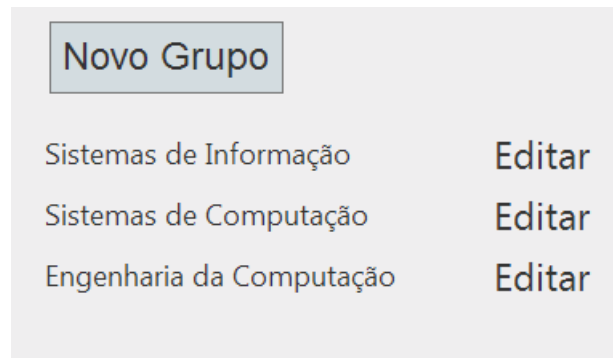 Novo Grupo
Sistemas de Informação Editar
Sistemas de Computação Editar
Engenharia da Computação Editar